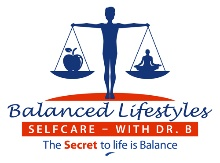 Balanced Lifestyles
SELFCARE – WITH DR. B
The Secret to life is Balance